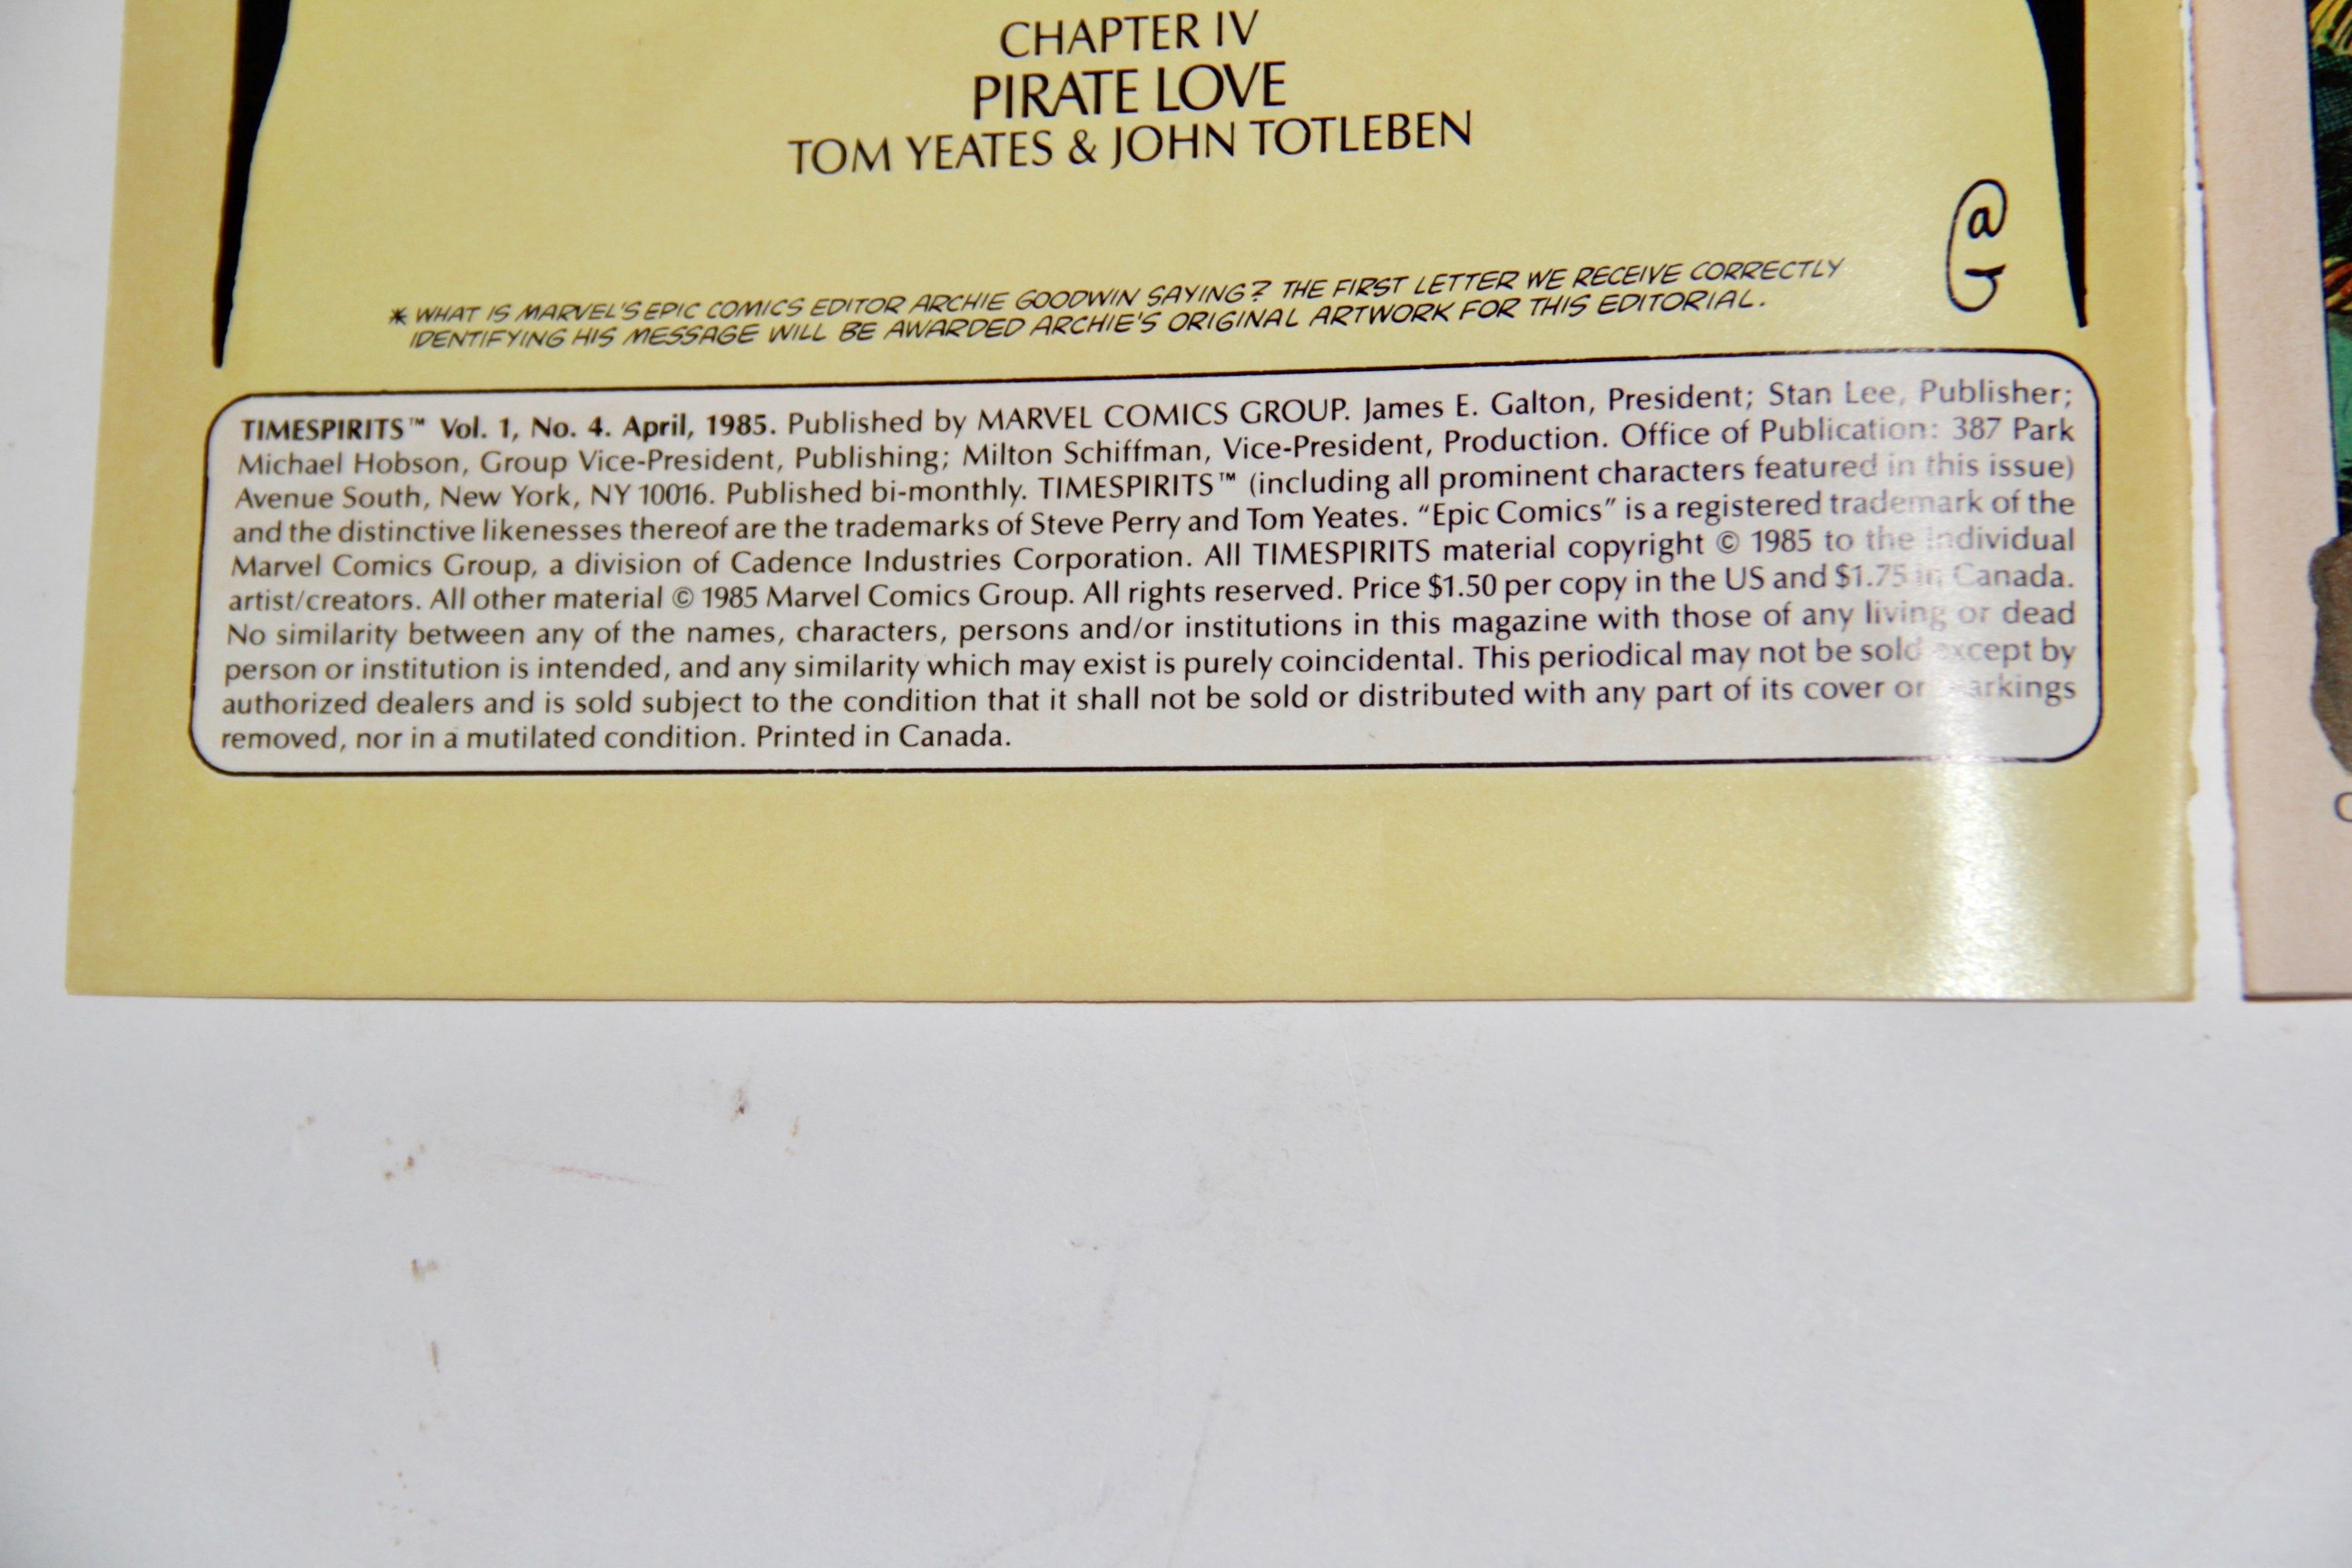 CHAPTER IV
PIRATE LOVE
TOM YEATES & JOHN TOTLEBEN
* WHAT IS MARVEL'S EPIC COMICS EDITOR ARCHIE GOODWIN SAYING? THE FIRST LETTER WE RECEIVE CORRECTLY
IDENTIFYING HIS MESSAGE WILL BE AWARDED ARCHIE'S ORIGINAL ARTWORK FOR THIS EDITORIAL.
TIMESPIRITS™ Vol. 1, No. 4. April, 1985. Published by MARVEL COMICS GROUP. James E. Galton, President; Stan Lee, Publisher;
Michael Hobson, Group Vice-President, Publishing; Milton Schiffman, Vice-President, Production. Office of Publication: 387 Park
Avenue South, New York, NY 10016. Published bi-monthly. TIMESPIRITS™ (including all prominent characters featured in this issue)
and the distinctive likenesses thereof are the trademarks of Steve Perry and Tom Yeates. “Epic Comics” is a registered trademark of the
Marvel Comics Group, a division of Cadence Industries Corporation. All TIMESPIRITS material copyright © 1985 to the individual
artist/creators. All other material © 1985 Marvel Comics Group. All rights reserved. Price $1.50 per copy in the US and $1.75 in Canada.
No similarity between any of the names, characters, persons and/or institutions in this magazine with those of any living or dead
person or institution is intended, and any similarity which may exist is purely coincidental. This periodical may not be sold except by
authorized dealers and is sold subject to the condition that it shall not be sold or distributed with any part of its cover or markings
removed, nor in a mutilated condition. Printed in Canada.